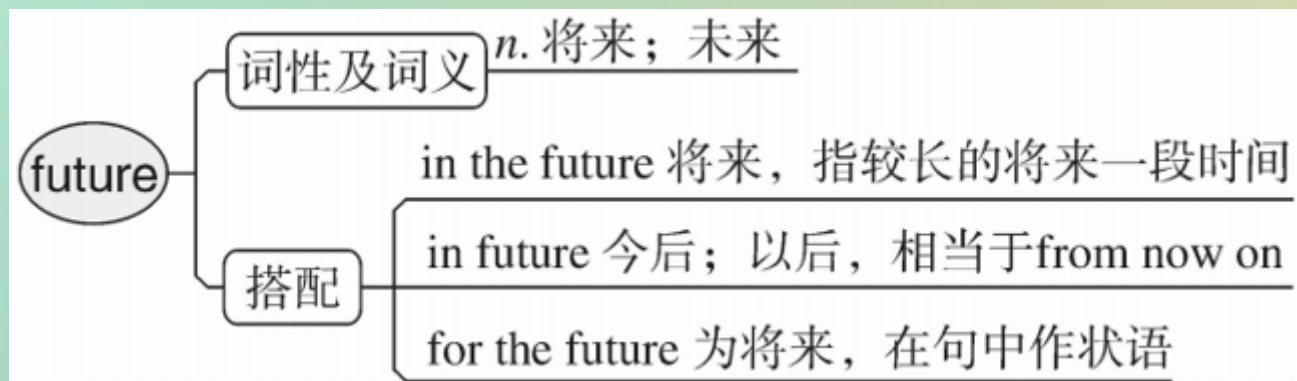 词性及词义
n. 将来；未来
future
in the future 将来，指较长的将来一段时间
in future 今后；以后，相当于from now on
搭配
for the future 为将来，在句中作状语